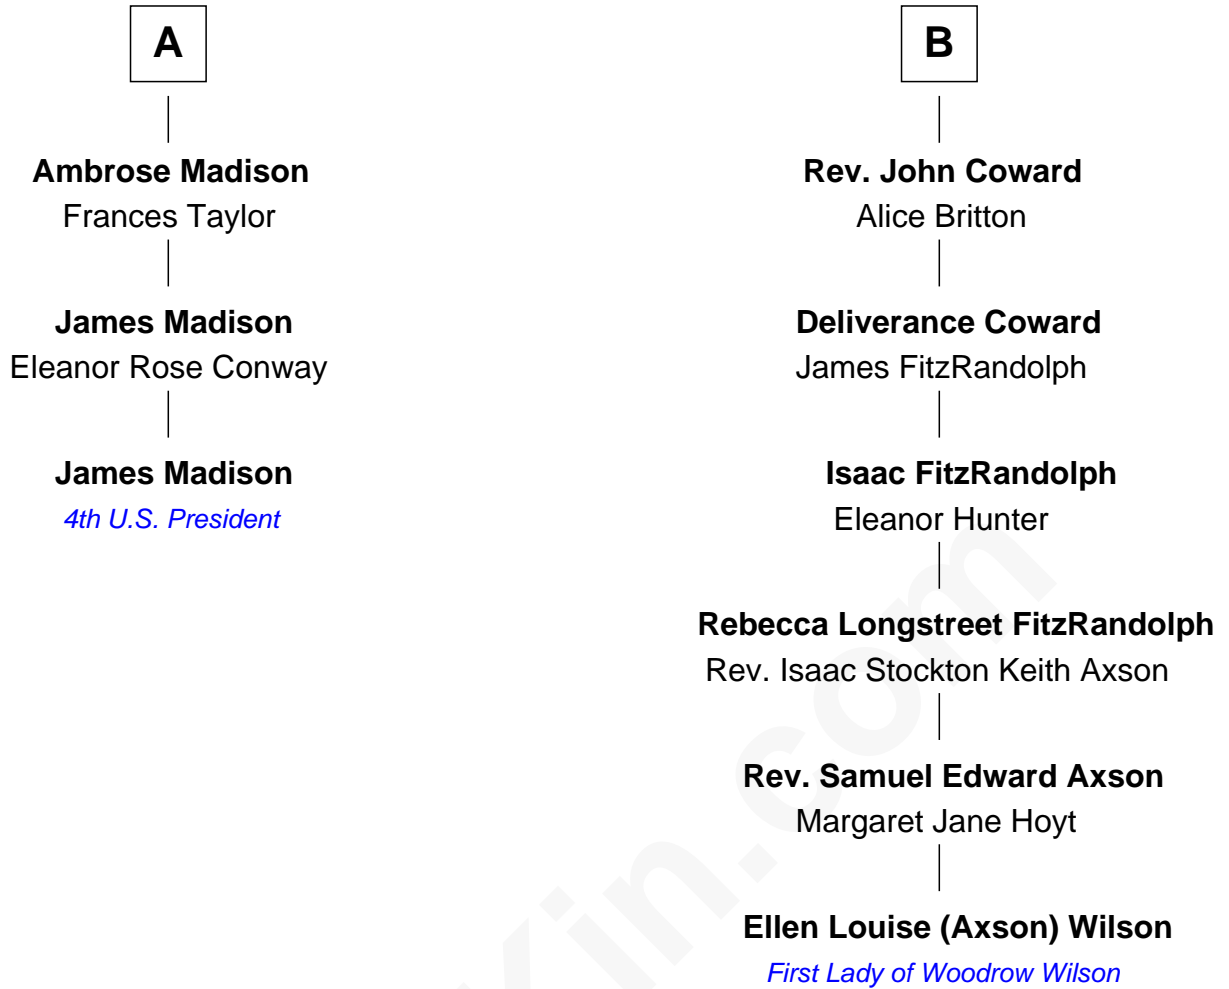 A
Ambrose Madison
Frances Taylor
James Madison
Eleanor Rose Conway
James Madison
4th U.S. President
B
Rev. John Coward
Alice Britton
Deliverance Coward
James FitzRandolph
Isaac FitzRandolph
Eleanor Hunter
Rebecca Longstreet FitzRandolph
Rev. Isaac Stockton Keith Axson
Rev. Samuel Edward Axson
Margaret Jane Hoyt
Ellen Louise (Axson) Wilson
First Lady of Woodrow Wilson
Kin.com